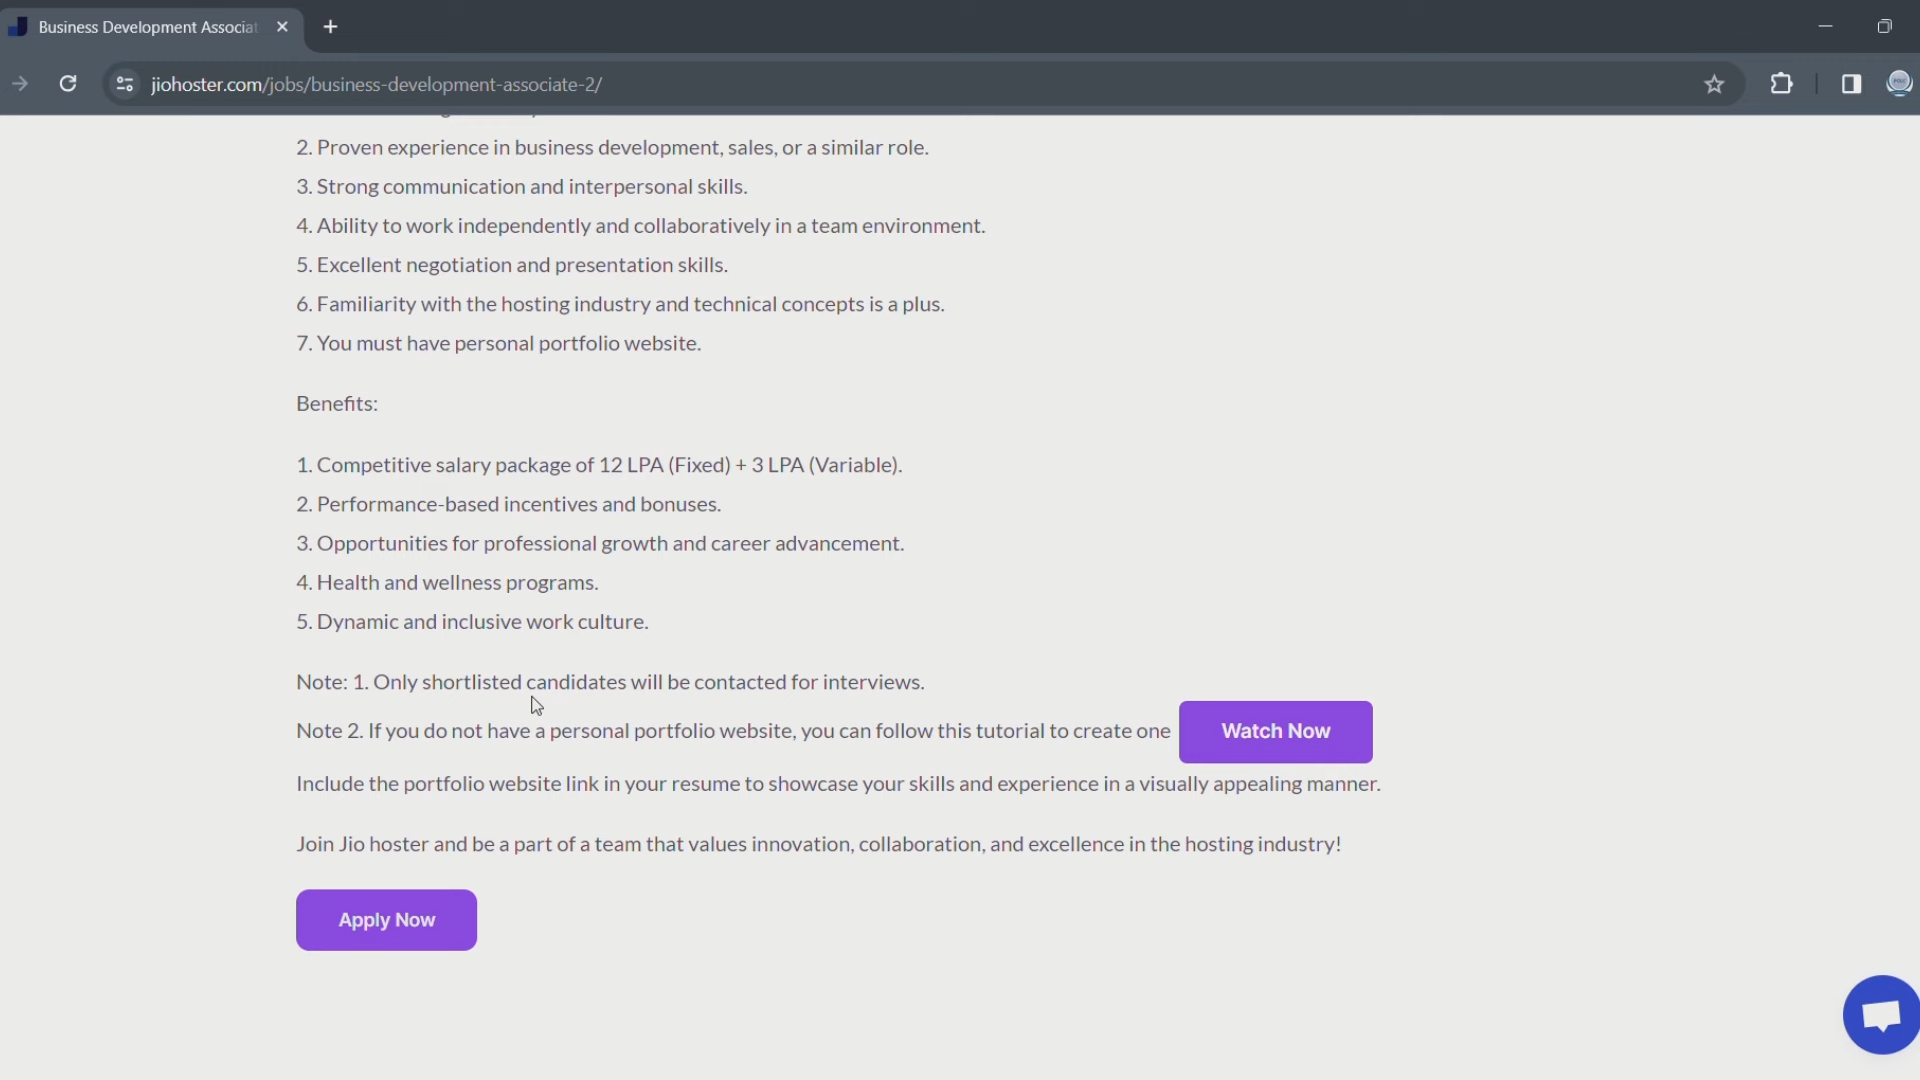 Business Development Associat
jiohoster.com/jobs/business-development-associate-2/
2. Proven experience in business development, sales, or a similar role.
3. Strong communication and interpersonal skills.
4. Ability to work independently and collaboratively in a team environment.
5. Excellent negotiation and presentation skills.
6. Familiarity with the hosting industry and technical concepts is a plus.
7. You must have personal portfolio website.
Benefits:
1. Competitive salary package of 12 LPA (Fixed) + 3 LPA (Variable).
2. Performance-based incentives and bonuses.
3. Opportunities for professional growth and career advancement.
4. Health and wellness programs.
5. Dynamic and inclusive work culture.
Note: 1. Only shortlisted candidates will be contacted for interviews.
Note 2. If you do not have a personal portfolio website, you can follow this tutorial to create one Watch Now
Include the portfolio website link in your resume to showcase your skills and experience in a visually appealing manner.
Join Jio hoster and be a part of a team that values innovation, collaboration, and excellence in the hosting industry!
Apply Now